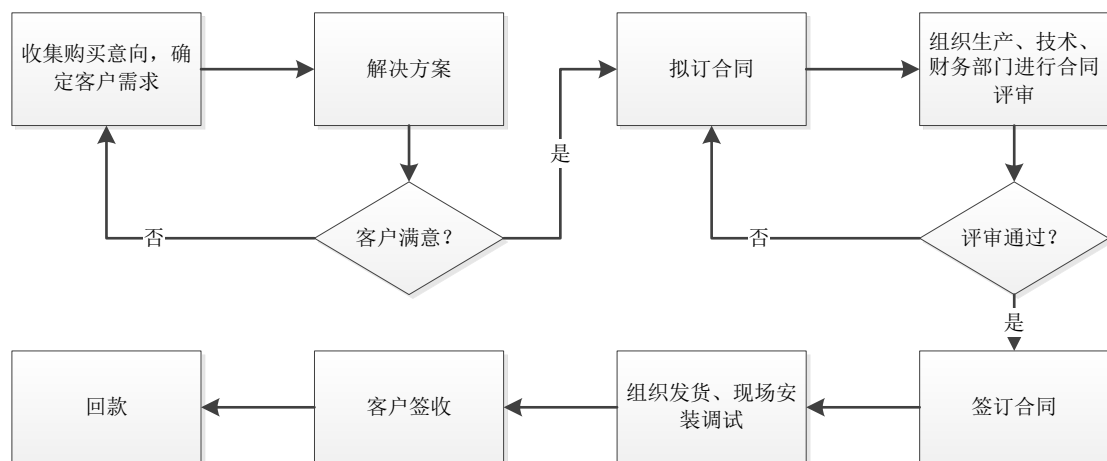 收集购买意向，确
定客户需求
解决方案
拟订合同
组织生产、技术、
财务部门进行合同
评审
是
否
客户满意？
否
评审通过？
是
回款
客户签收
组织发货、现场安
装调试
签订合同